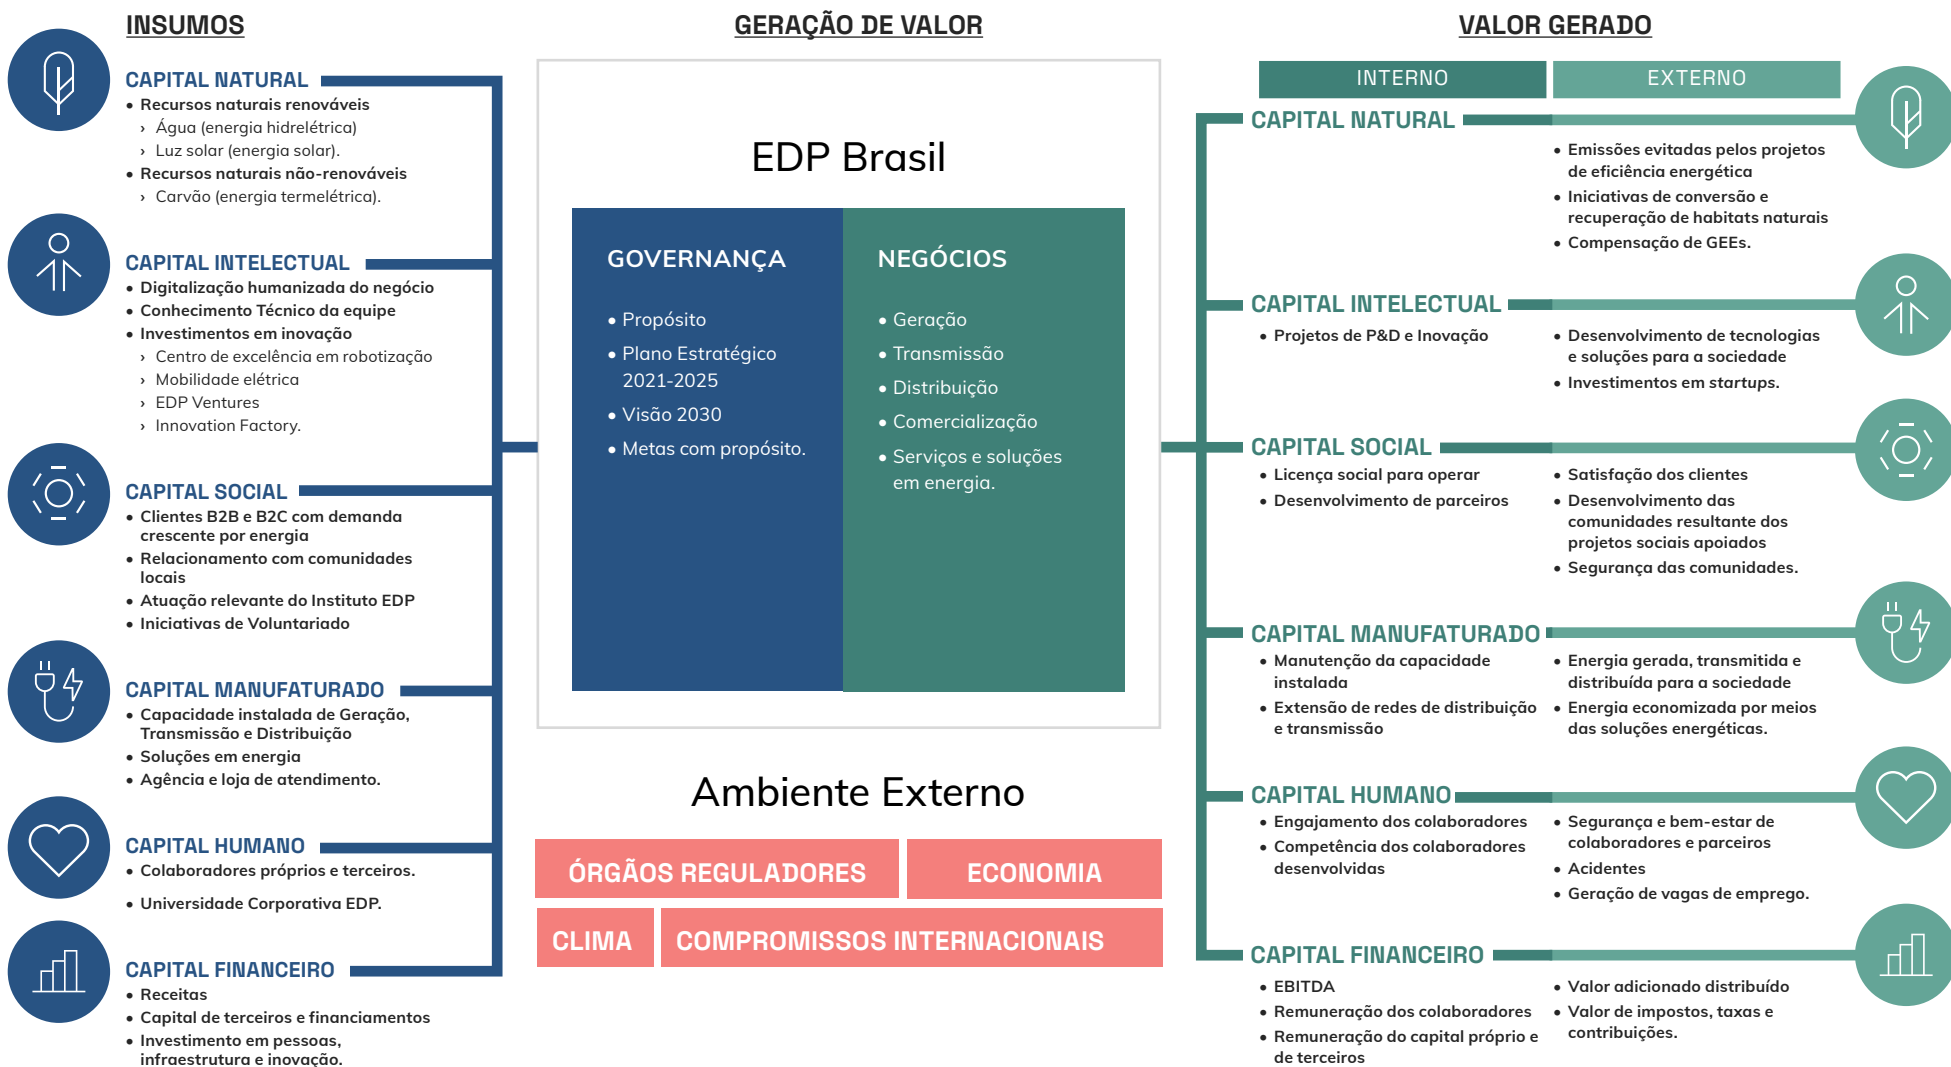 INSUMOS
CAPITAL NATURAL
• Recursos naturais renováveis
› Água (energia hidrelétrica)
› Luz solar (energia solar).
• Recursos naturais não-renováveis
› Carvão (energia termelétrica).
CAPITAL INTELECTUAL
• Digitalização humanizada do negócio
• Conhecimento Técnico da equipe
• Investimentos em inovação
› Centro de excelência em robotização
› Mobilidade elétrica
› EDP Ventures
› Innovation Factory.
CAPITAL SOCIAL
• Clientes B2B e B2C com demanda
crescente por energia
• Relacionamento com comunidades
locais
• Atuação relevante do Instituto EDP
• Iniciativas de Voluntariado
CAPITAL MANUFATURADO
• Capacidade instalada de Geração,
Transmissão e Distribuição
• Soluções em energia
• Agência e loja de atendimento.
CAPITAL HUMANO
• Colaboradores próprios e terceiros.
• Universidade Corporativa EDP.
CAPITAL FINANCEIRO
• Receitas
• Capital de terceiros e financiamentos
• Investimento em pessoas,
infraestrutura e inovação.
GERAÇÃO DE VALOR
EDP Brasil
GOVERNANÇA
• Propósito
• Plano Estratégico
2021-2025
• Visão 2030
• Metas com propósito.
NEGÓCIOS
• Geração
• Transmissão
• Distribuição
• Comercialização
• Serviços e soluções
em energia.
Ambiente Externo
ÓRGÃOS REGULADORES
ECONOMIA
CLIMA
COMPROMISSOS INTERNACIONAIS
VALOR GERADO
INTERNO
EXTERNO
CAPITAL NATURAL
• Emissões evitadas pelos projetos
de eficiência energética
• Iniciativas de conversão e
recuperação de habitats naturais
• Compensação de GEEs.
CAPITAL INTELECTUAL
• Projetos de P&D e Inovação
• Desenvolvimento de tecnologias
e soluções para a sociedade
• Investimentos em startups.
CAPITAL SOCIAL
• Licença social para operar
• Desenvolvimento de parceiros
• Satisfação dos clientes
• Desenvolvimento das
comunidades resultante dos
projetos sociais apoiados
• Segurança das comunidades.
CAPITAL MANUFATURADO
• Manutenção da capacidade
instalada
• Extensão de redes de distribuição
e transmissão
• Energia gerada, transmitida e
distribuída para a sociedade
• Energia economizada por meios
das soluções energéticas.
CAPITAL HUMANO
• Engajamento dos colaboradores
• Competência dos colaboradores
desenvolvidas
• Segurança e bem-estar de
colaboradores e parceiros
• Acidentes
• Geração de vagas de emprego.
CAPITAL FINANCEIRO
• EBITDA
• Remuneração dos colaboradores
• Remuneração do capital próprio e
de terceiros
• Valor adicionado distribuído
• Valor de impostos, taxas e
contribuições.